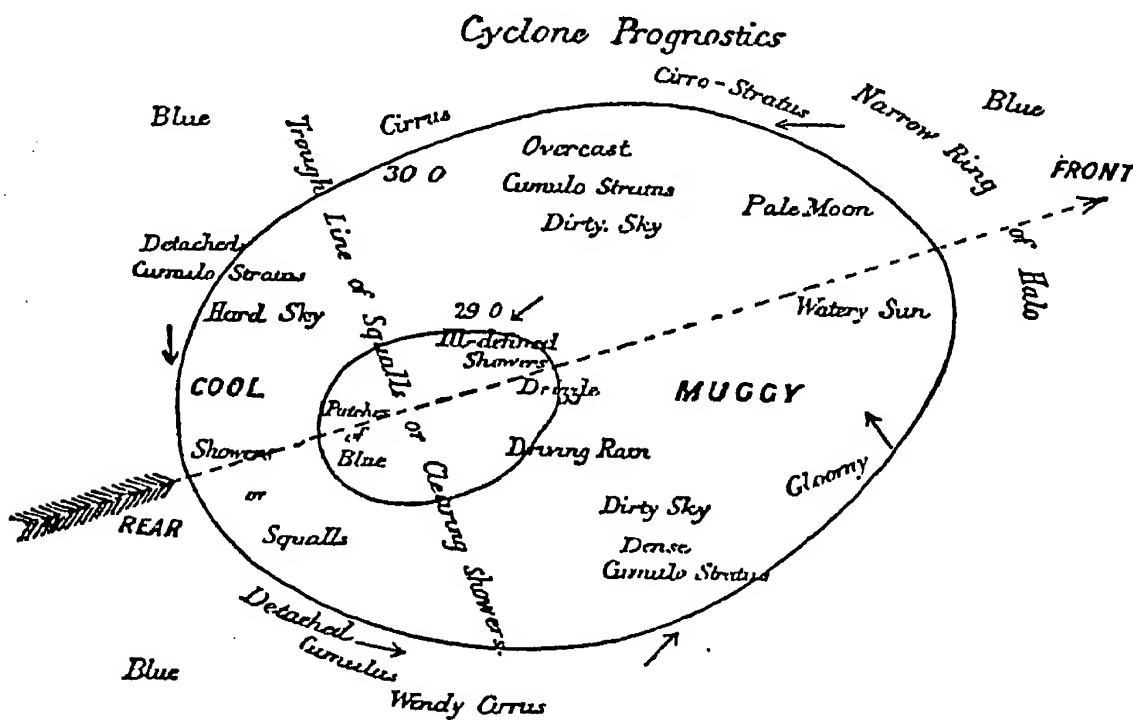 Cyclone Prognostics
Cirro-Stratus
Narrow Ring
of Halo
Blue
Blue
Cirrus
Trough Line of Squalls or Clearing Showers.
30 0
Overcast
Cumulo Stratus
Dirty. Sky
Pale Moon
FRONT
Detached
Cumulo Stratus
Hard Sky
29 0
Ill-defined
Showers
Watery Sun
COOL
Drizzle
MUGGY
Patches
of
Blue
Driving Rain
Gloomy
Showers
or
Squalls
REAR
Dirty Sky
Dense
Cumulo Stratus
Detached
Cumulus
Blue
Windy Cirrus